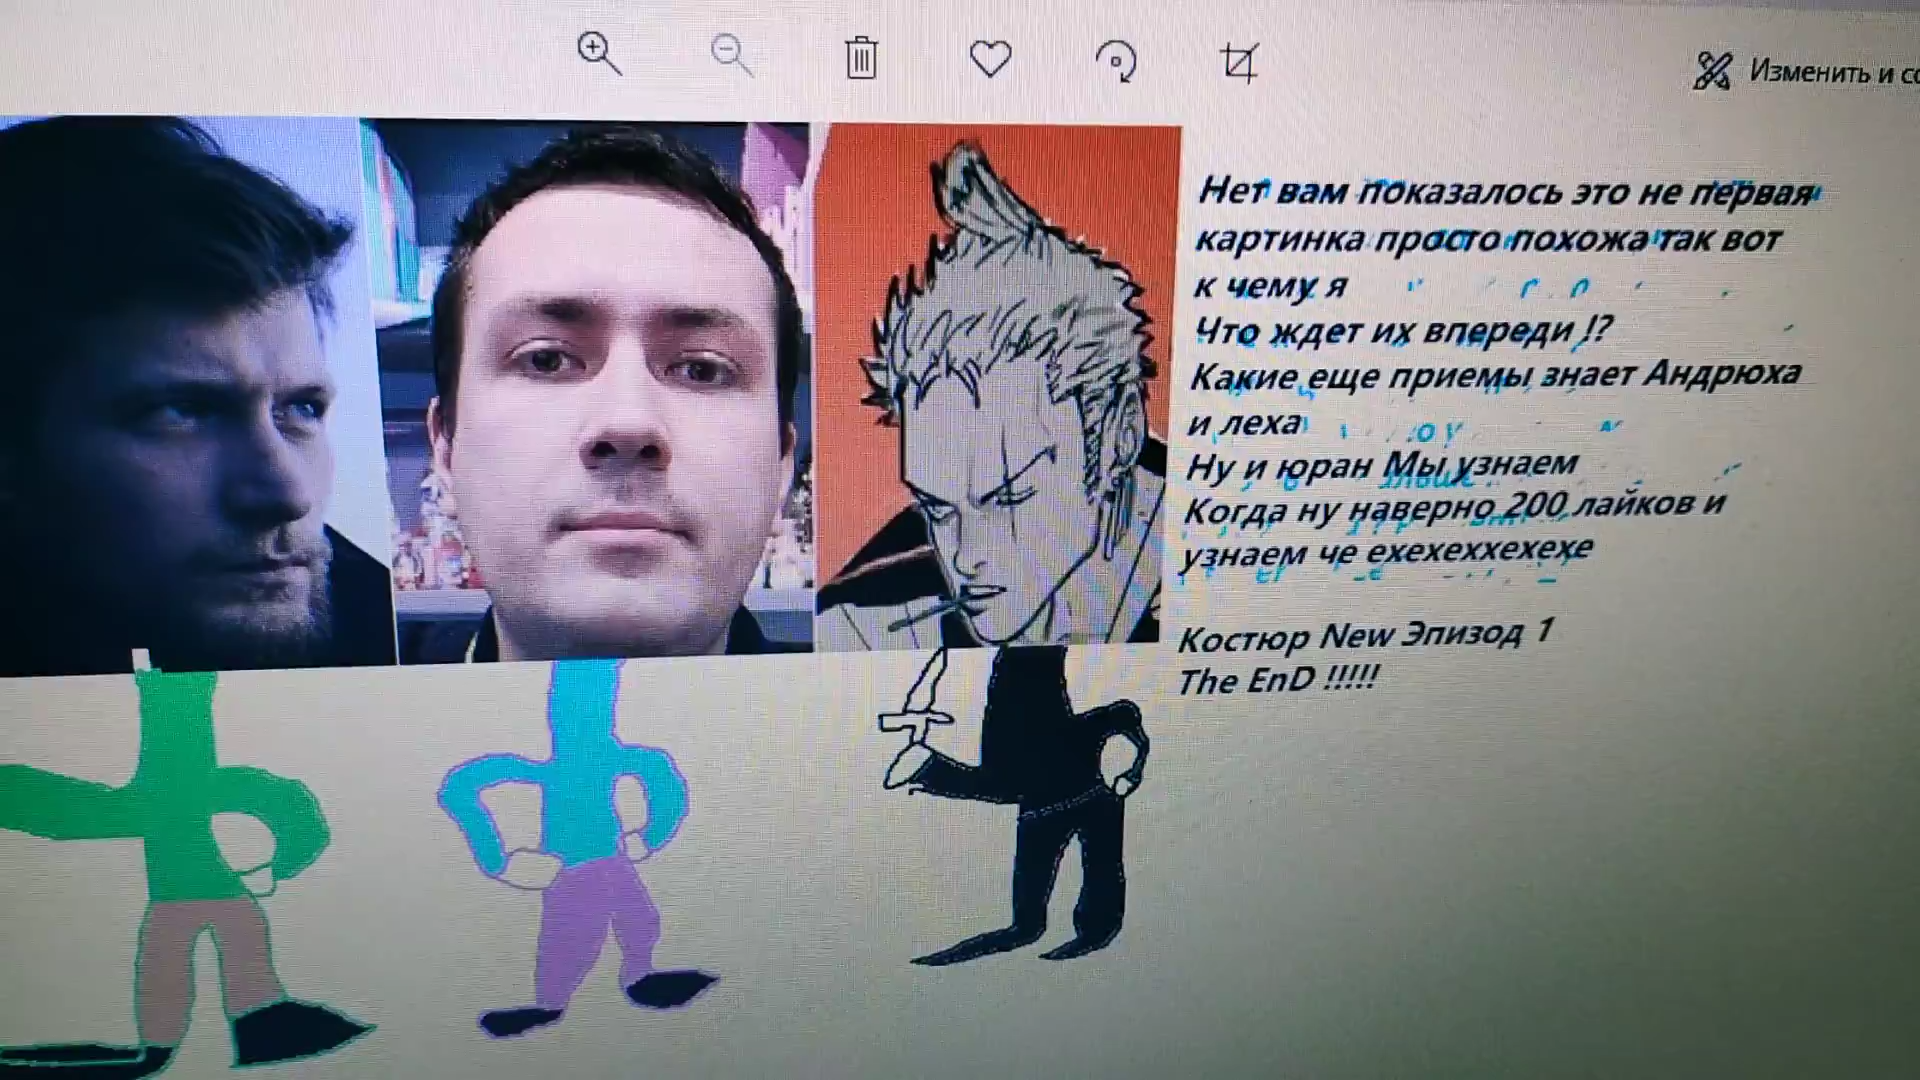 Изменить и со
Нет вам показалось это не первая
картинка просто похожа так вот
к чему я
Что ждет их впереди !?
Какие еще приемы знает Андрюха
и леха
Ну и юран Мы узнаем
Когда ну наверно 200 лайков и
узнаем че ехехеххехехе
Костюр New Эпизод 1
The EnD !!!!!